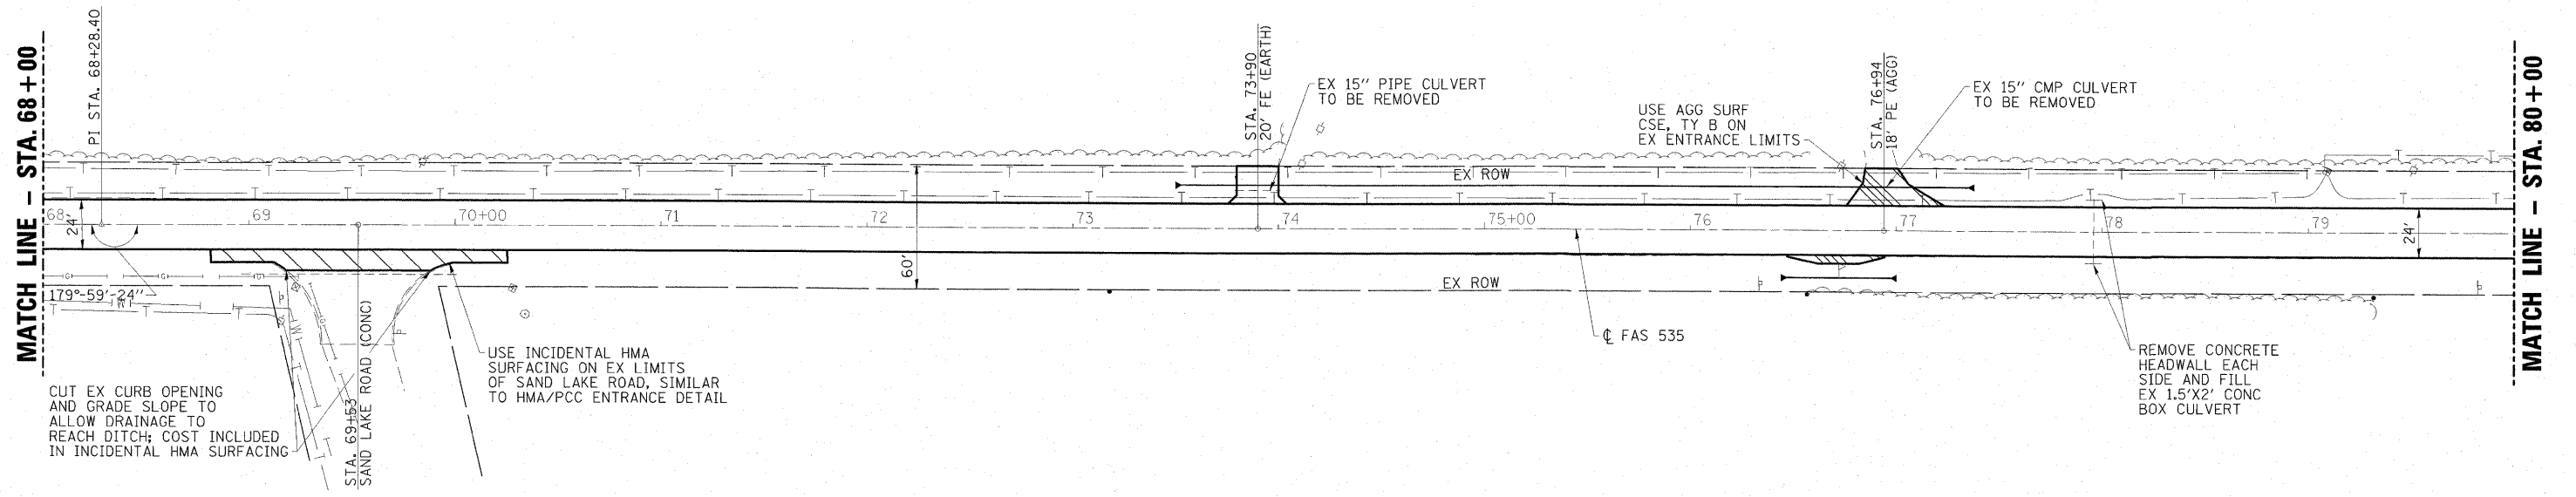 MATCH LINE - STA. 68+00
PI STA. 68+28.40
STA. 73+90
20' FE (EARTH)
EX 15" PIPE CULVERT
TO BE REMOVED
USE AGG SURF
CSE, TY B ON
EX ENTRANCE LIMITS
STA. 76+94
18' PE (AGG)
EX 15" CMP CULVERT
TO BE REMOVED
MATCH LINE - STA. 80+00
EX ROW
68
69
70+00
71
72
73
74
75+00
76
77
78
79
24'
24'
60'
179°-59'-24"
EX ROW
℄ FAS 535
STA. 69+53
SAND LAKE ROAD (CONC)
USE INCIDENTAL HMA
SURFACING ON EX LIMITS
OF SAND LAKE ROAD, SIMILAR
TO HMA/PCC ENTRANCE DETAIL
CUT EX CURB OPENING
AND GRADE SLOPE TO
ALLOW DRAINAGE TO
REACH DITCH; COST INCLUDED
IN INCIDENTAL HMA SURFACING
REMOVE CONCRETE
HEADWALL EACH
SIDE AND FILL
EX 1.5'X2' CONC
BOX CULVERT